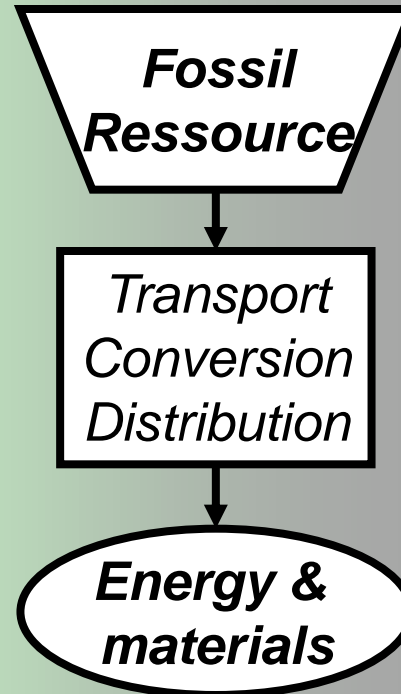 Fossil
Ressource
Transport
Conversion
Distribution
Energy &
materials